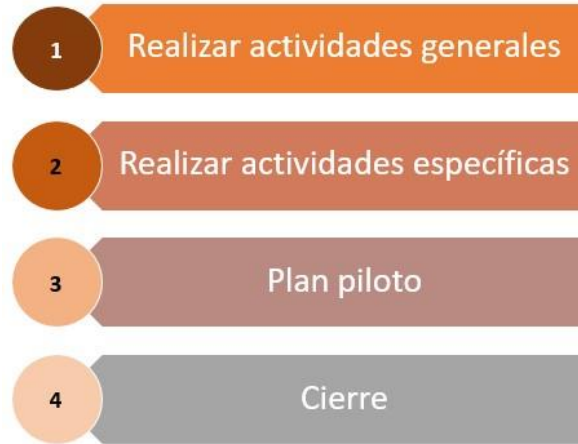 1
Realizar actividades generales
2
Realizar actividades específicas
3
Plan piloto
4
Cierre